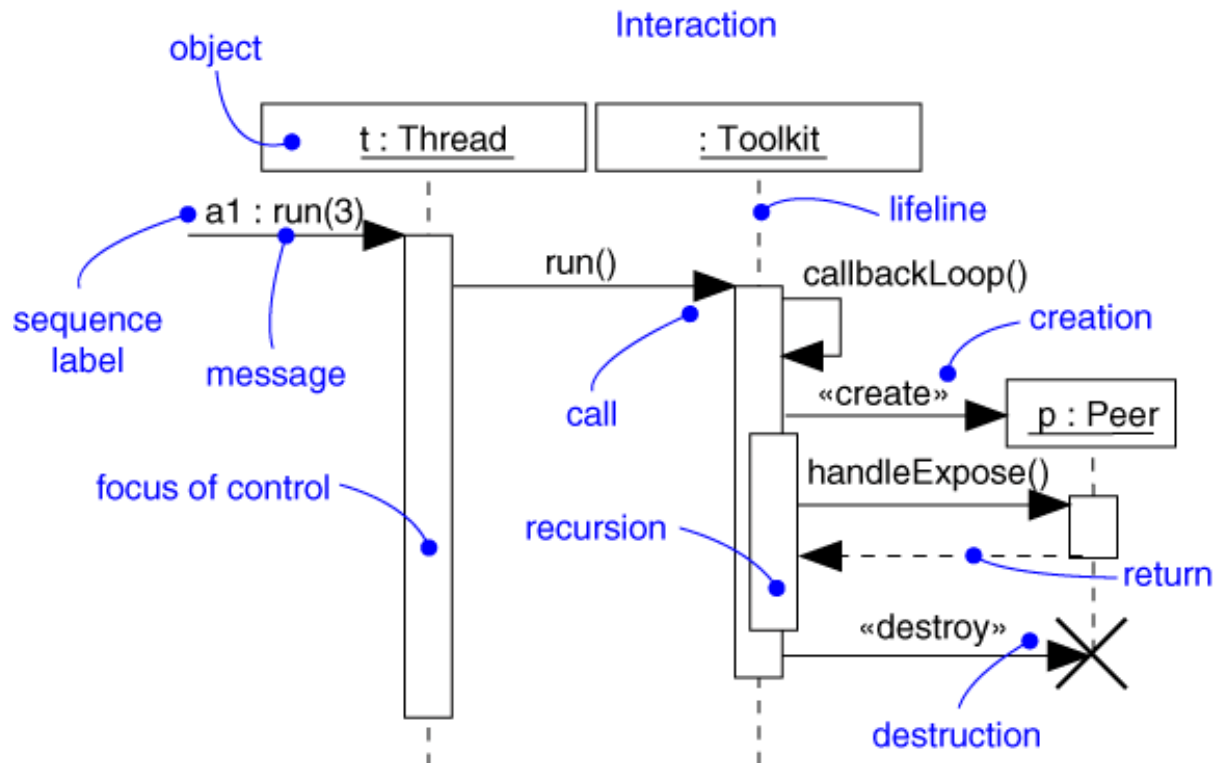 Interaction
object
t : Thread
: Toolkit
a1 : run(3)
lifeline
run()
callbackLoop()
sequence
label
message
creation
call
«create»
p : Peer
focus of control
handleExpose()
recursion
return
«destroy»
destruction